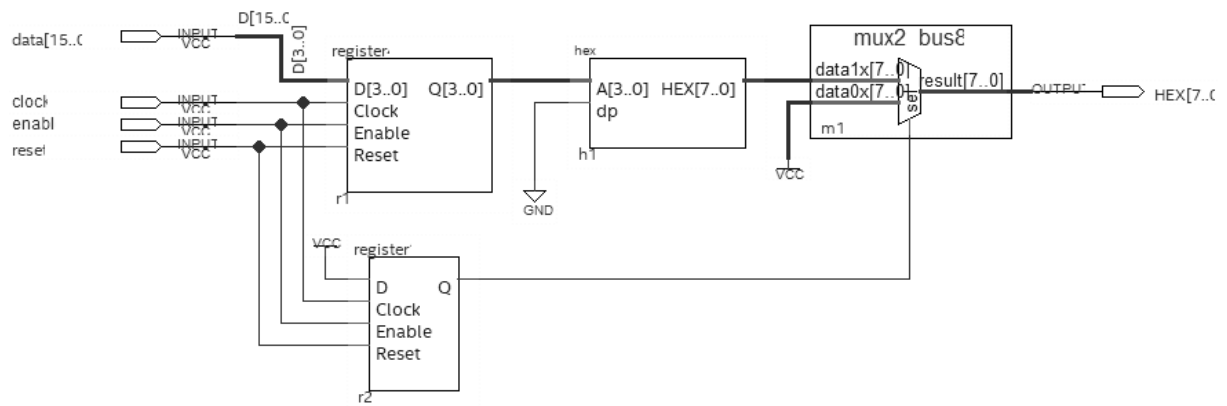 D[15..0
data[15..0
INPUT
VCC
D[3..0]
clock
INPUT
VCC
enabl
INPUT
VCC
reset
INPUT
VCC
register
D[3..0]
Q[3..0]
Clock
Enable
Reset
r1
hex
A[3..0]
HEX[7..0]
dp
h1
GND
mux2_bus8
data1x[7..0]
data0x[7..0]
sel
result[7..0]
m1
VCC
OUTPUT
HEX[7..0
VCC
register
D
Q
Clock
Enable
Reset
r2